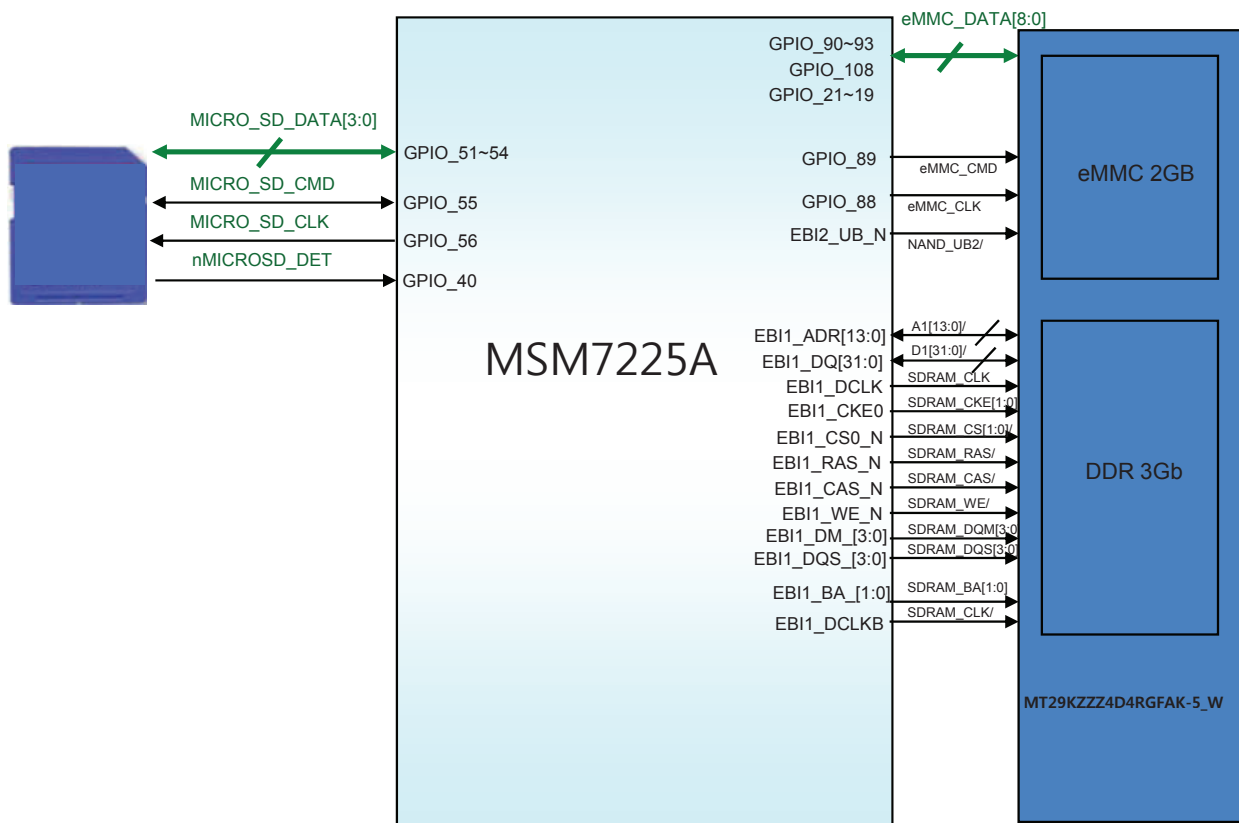 eMMC_DATA[8:0]
GPIO_90~93
GPIO_108
GPIO_21~19
MICRO_SD_DATA[3:0]
GPIO_51~54
MICRO_SD_CMD
GPIO_55
MICRO_SD_CLK
GPIO_56
nMICROSD_DET
GPIO_40
MSM7225A
GPIO_89
eMMC_CMD
GPIO_88
eMMC_CLK
EBI2_UB_N
NAND_UB2/
eMMC 2GB
EBI1_ADR[13:0]
A1[13:0]/
EBI1_DQ[31:0]
D1[31:0]/
EBI1_DCLK
SDRAM_CLK
EBI1_CKE0
SDRAM_CKE[1:0]
EBI1_CS0_N
SDRAM_CS[1:0]/
EBI1_RAS_N
SDRAM_RAS/
EBI1_CAS_N
SDRAM_CAS/
EBI1_WE_N
SDRAM_WE/
EBI1_DM_[3:0]
SDRAM_DQM[3:0
EBI1_DQS_[3:0]
SDRAM_DQS[3:0]
EBI1_BA_[1:0]
SDRAM_BA[1:0]
EBI1_DCLKB
SDRAM_CLK/
DDR 3Gb
MT29KZZZ4D4RGFAK-5_W